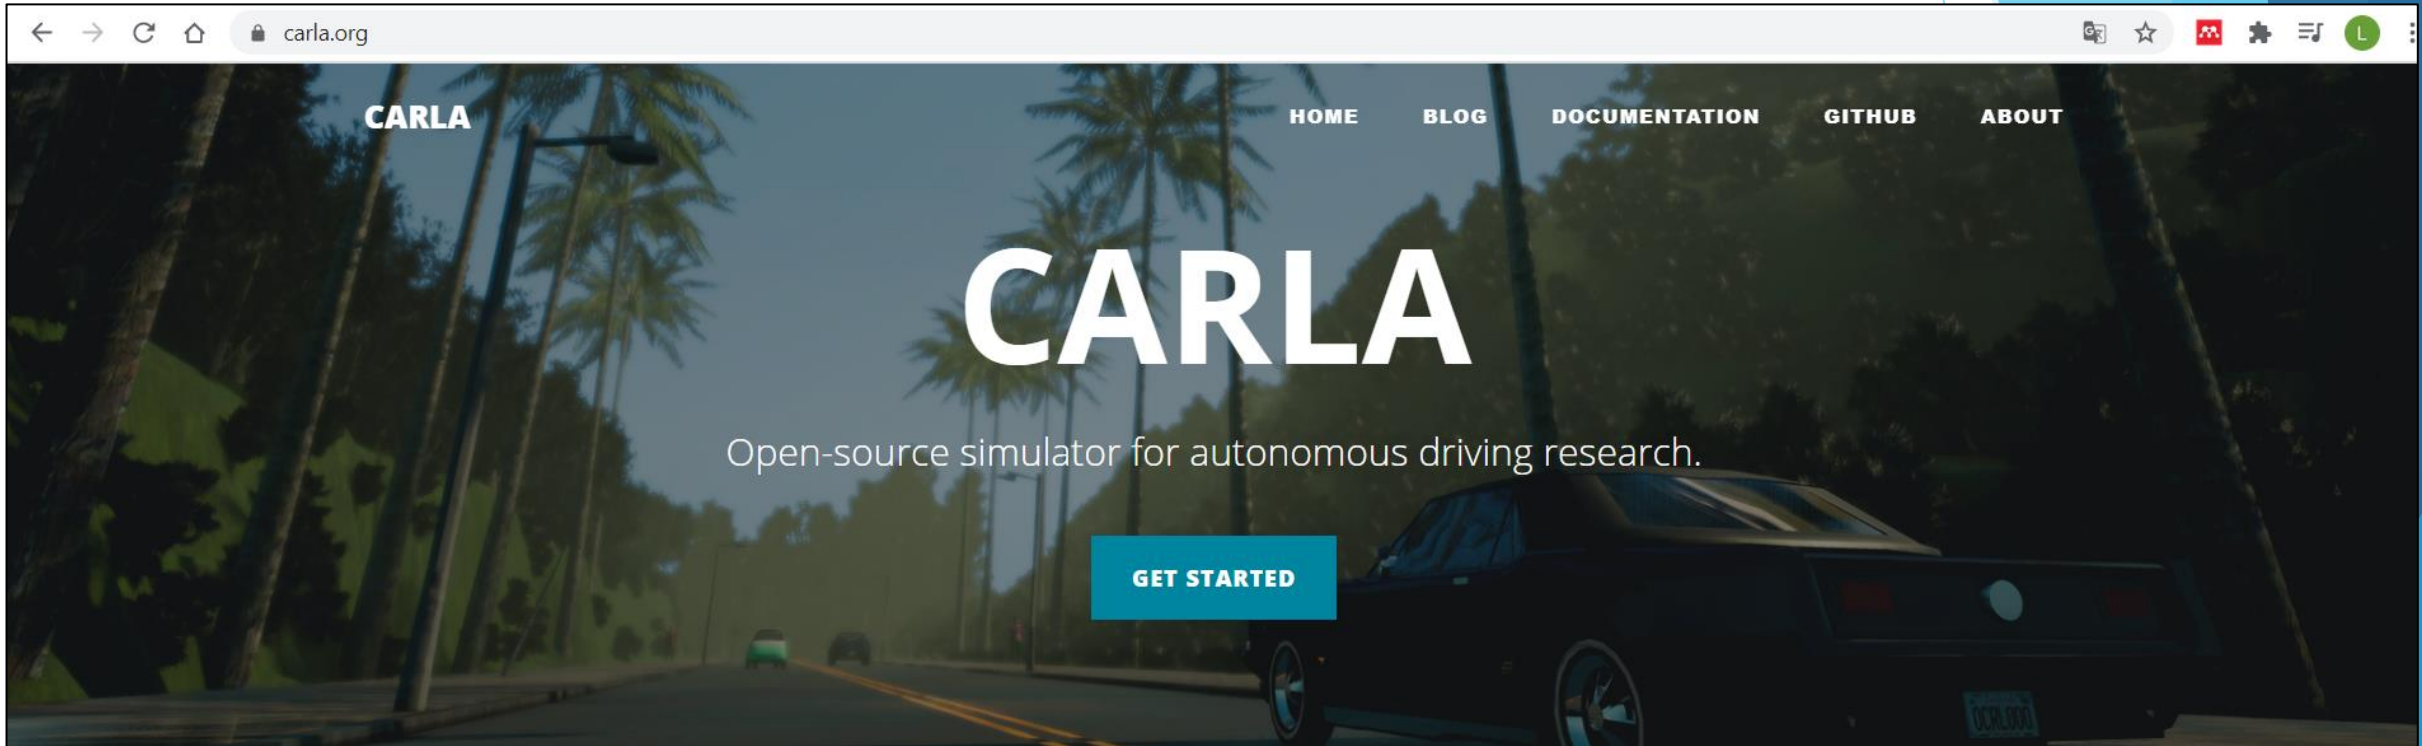 carla.org
L
CARLA
HOME BLOG DOCUMENTATION GITHUB ABOUT
CARLA
Open-source simulator for autonomous driving research.
GET STARTED